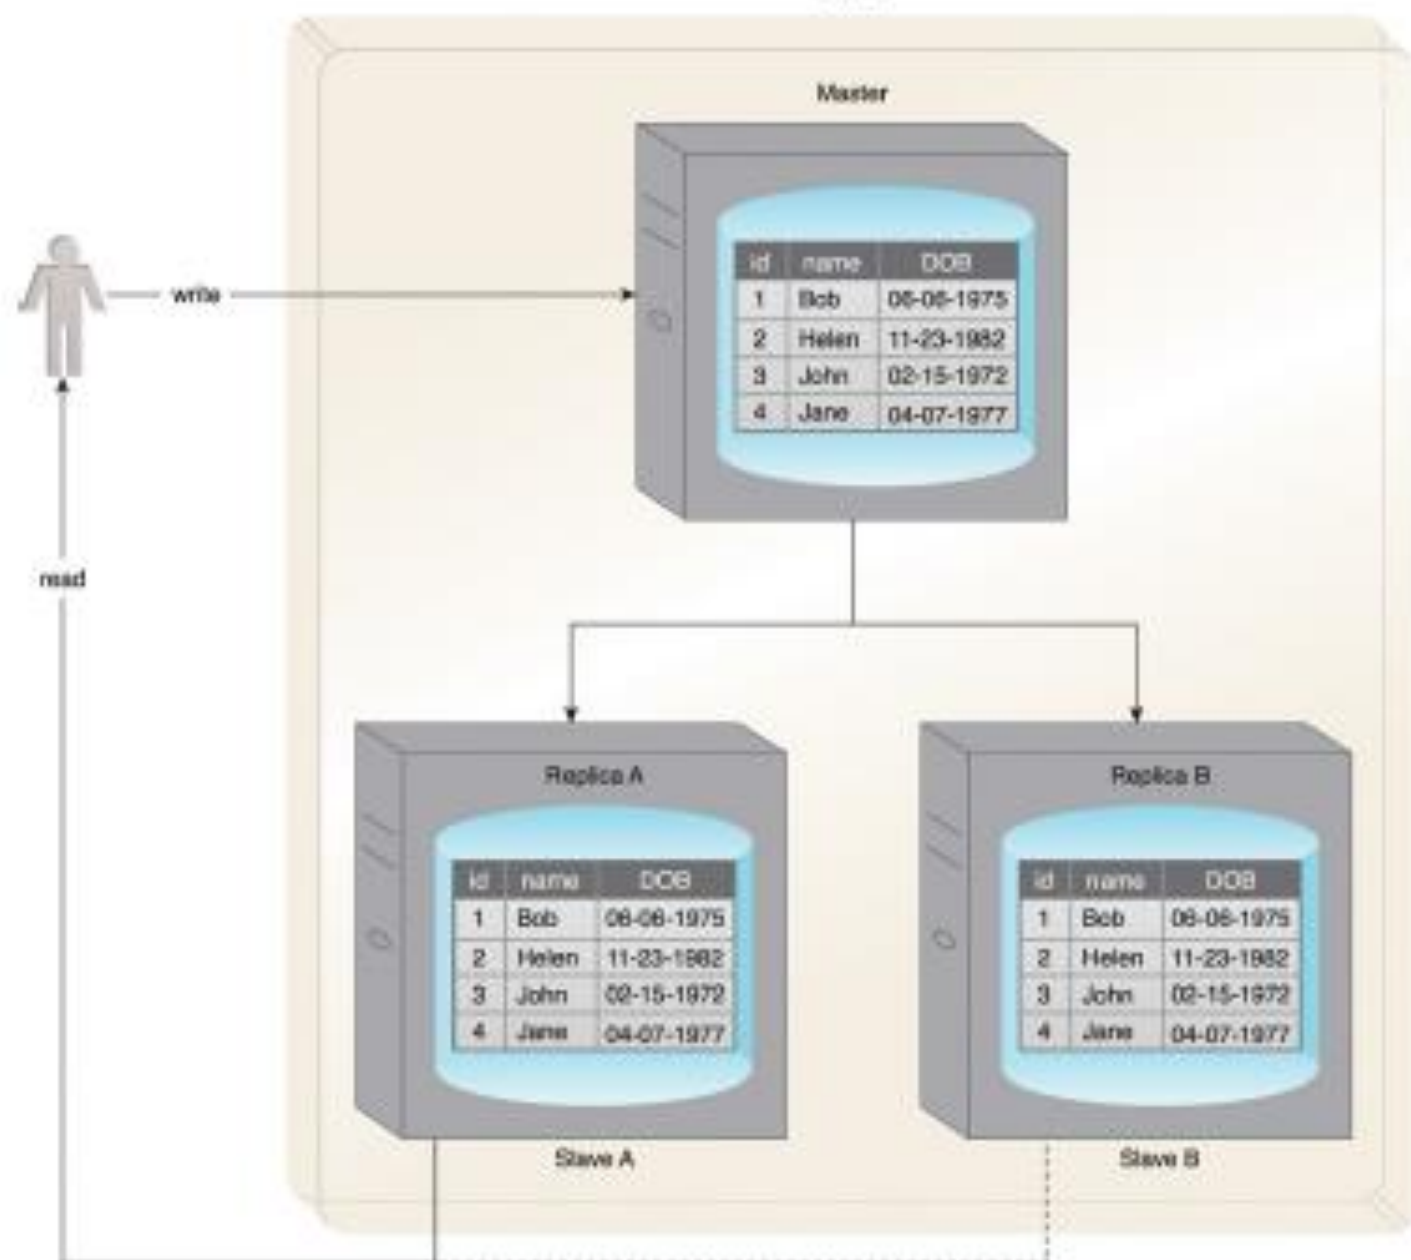 Master
id name DOB
1 Bob 06-06-1975
2 Helen 11-23-1982
3 John 02-15-1972
4 Jane 04-07-1977
write
read
Replica A
id name DOB
1 Bob 06-06-1975
2 Helen 11-23-1982
3 John 02-15-1972
4 Jane 04-07-1977
Slave A
Replica B
id name DOB
1 Bob 06-06-1975
2 Helen 11-23-1982
3 John 02-15-1972
4 Jane 04-07-1977
Slave B